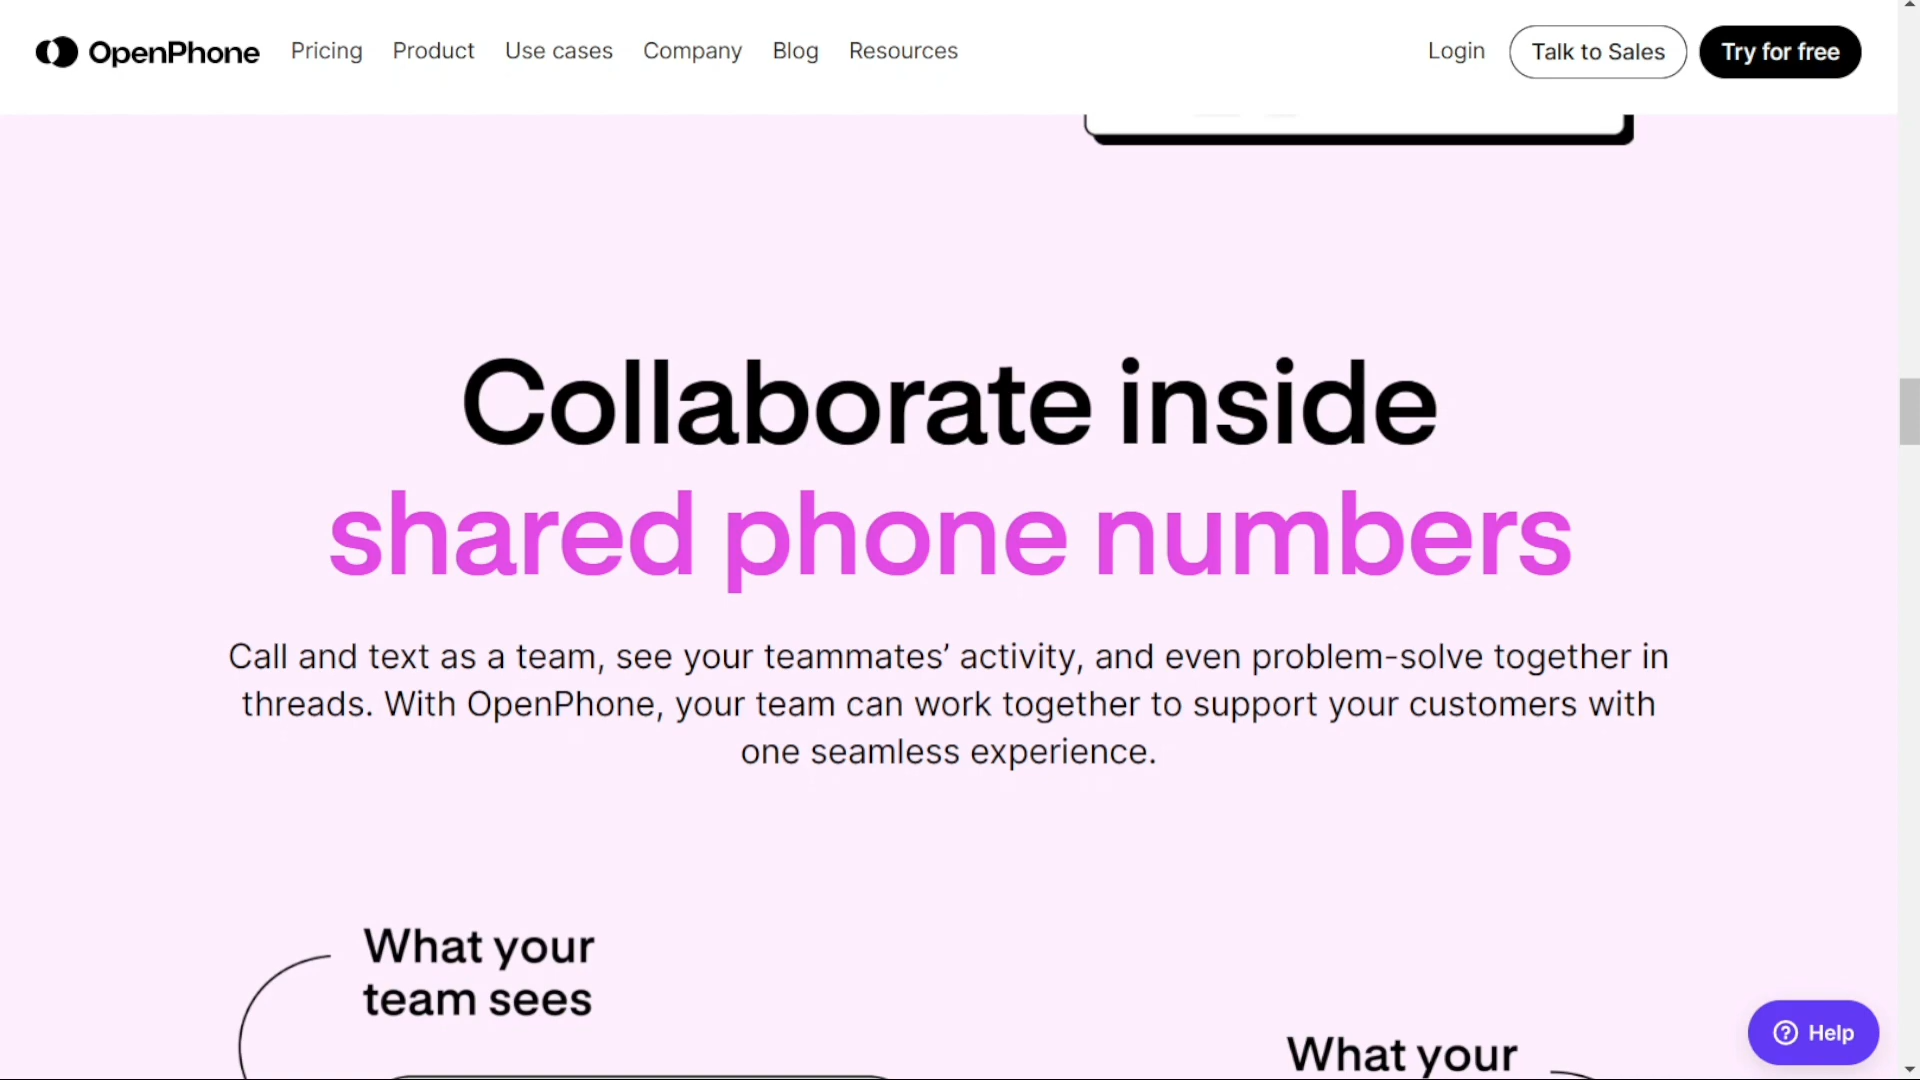 OpenPhone Pricing Product Use cases Company Blog Resources Login Talk to Sales Try for free
Collaborate inside
shared phone numbers
Call and text as a team, see your teammates’ activity, and even problem-solve together in
threads. With OpenPhone, your team can work together to support your customers with
one seamless experience.
What your
team sees
What your
Help